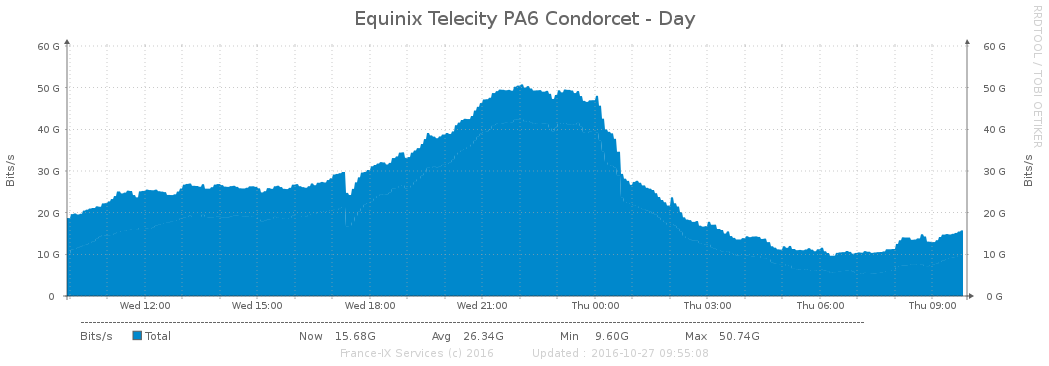 Equinix Telecity PA6 Condorcet - Day
RRDTOOL / TOBI OETIKER
60 G 60 G
50 G 50 G
40 G 40 G
30 G 30 G
20 G 20 G
10 G 10 G
0 0 G
Bits/s Bits/s
Wed 12:00 Wed 15:00 Wed 18:00 Wed 21:00 Thu 00:00 Thu 03:00 Thu 06:00 Thu 09:00
Bits/s Total Now 15.68G Avg 26.34G Min 9.60G Max 50.74G
France-IX Services (c) 2016 Updated : 2016-10-27 09:55:08